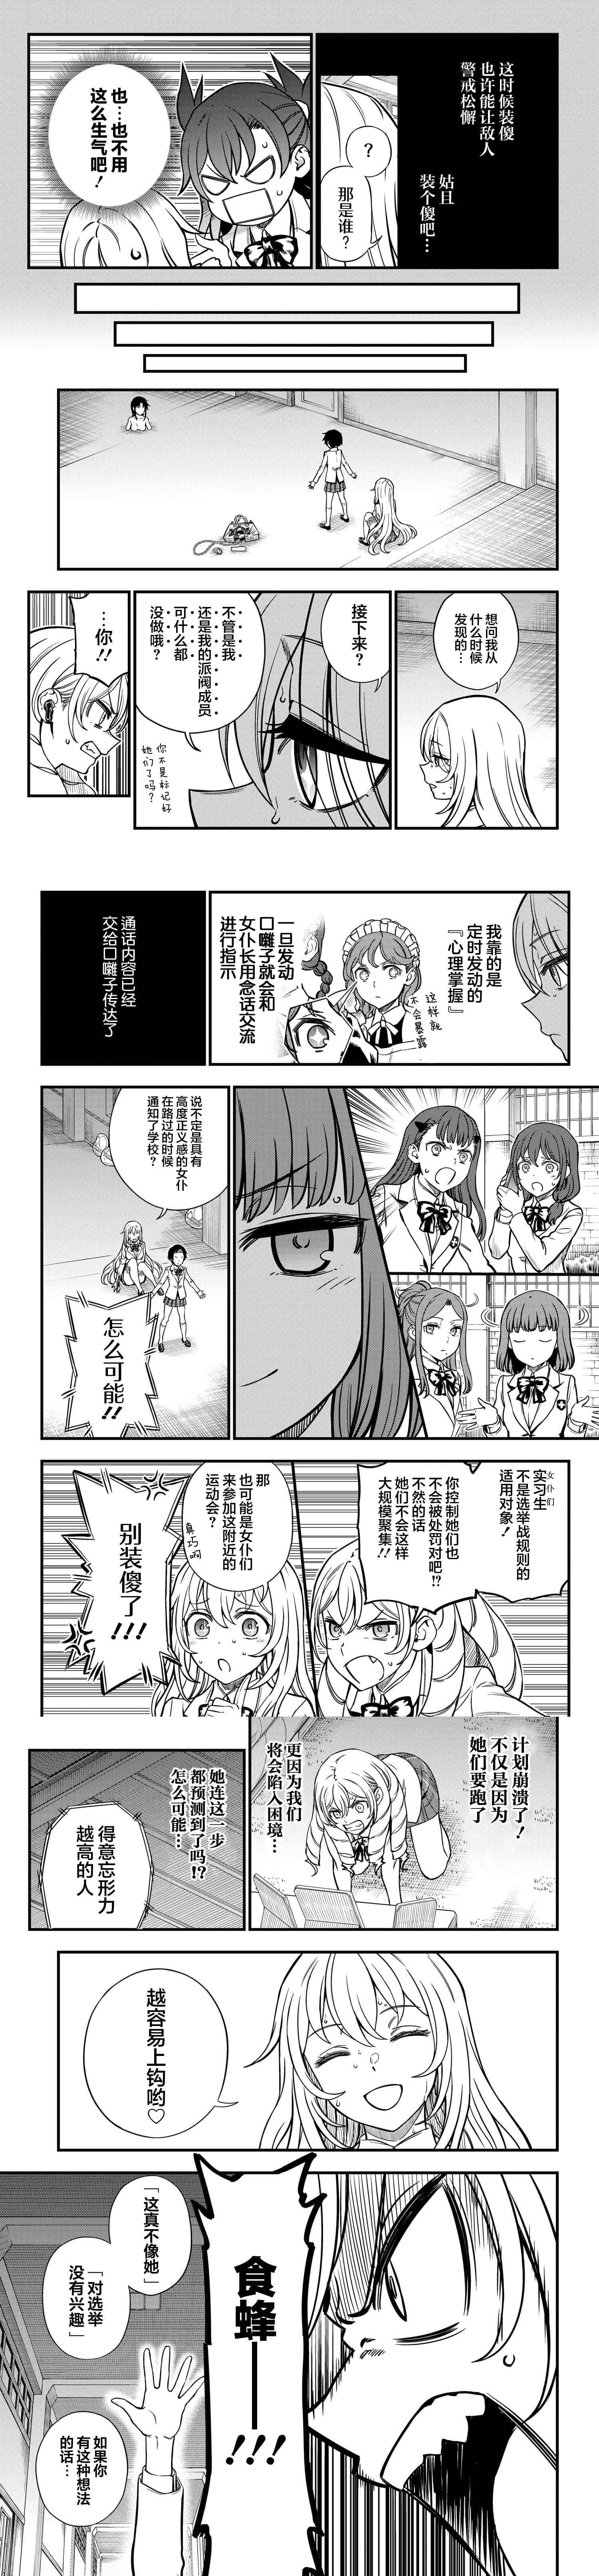 这时候装傻
也许能让敌人
警戒松懈
姑且
装个傻吧…
?
那是谁?
也…也不用
这么生气吧!
想问我从
什么时候
发现的…
接下来?
不管是我
还是我的派阀成员
可什么都
没做哦?
你不是标记好
她们了吗?
…你!!
我靠的是
定时发动的
『心理掌握』
这样就
不会暴露
一旦发动
口囃子就会和
女仆长用念话交流
进行指示
通话内容已经
交给口囃子传达了
说不定是具有
高度正义感的女仆
在路过的时候
通知了学校?
怎么可能!!
女仆们
实习生
不是选举战规则的
适用对象!
你控制她们也
不会被处罚对吧!?
不然的话
她们不会这样
大规模聚集!!
那
也可能是女仆们
来参加这附近的
运动会?
真巧啊
别装傻了!!!
计划崩溃了!
不仅是因为
她们要跑了
更因为我们
将会陷入困境…
她连这一步
都预测到了吗!?
怎么可能…
得意忘形力
越高的人
越容易上钩哟♡
食蜂——!!!
「这真不像她」
「对选举
没有兴趣」
如果你
有这种想法
的话…